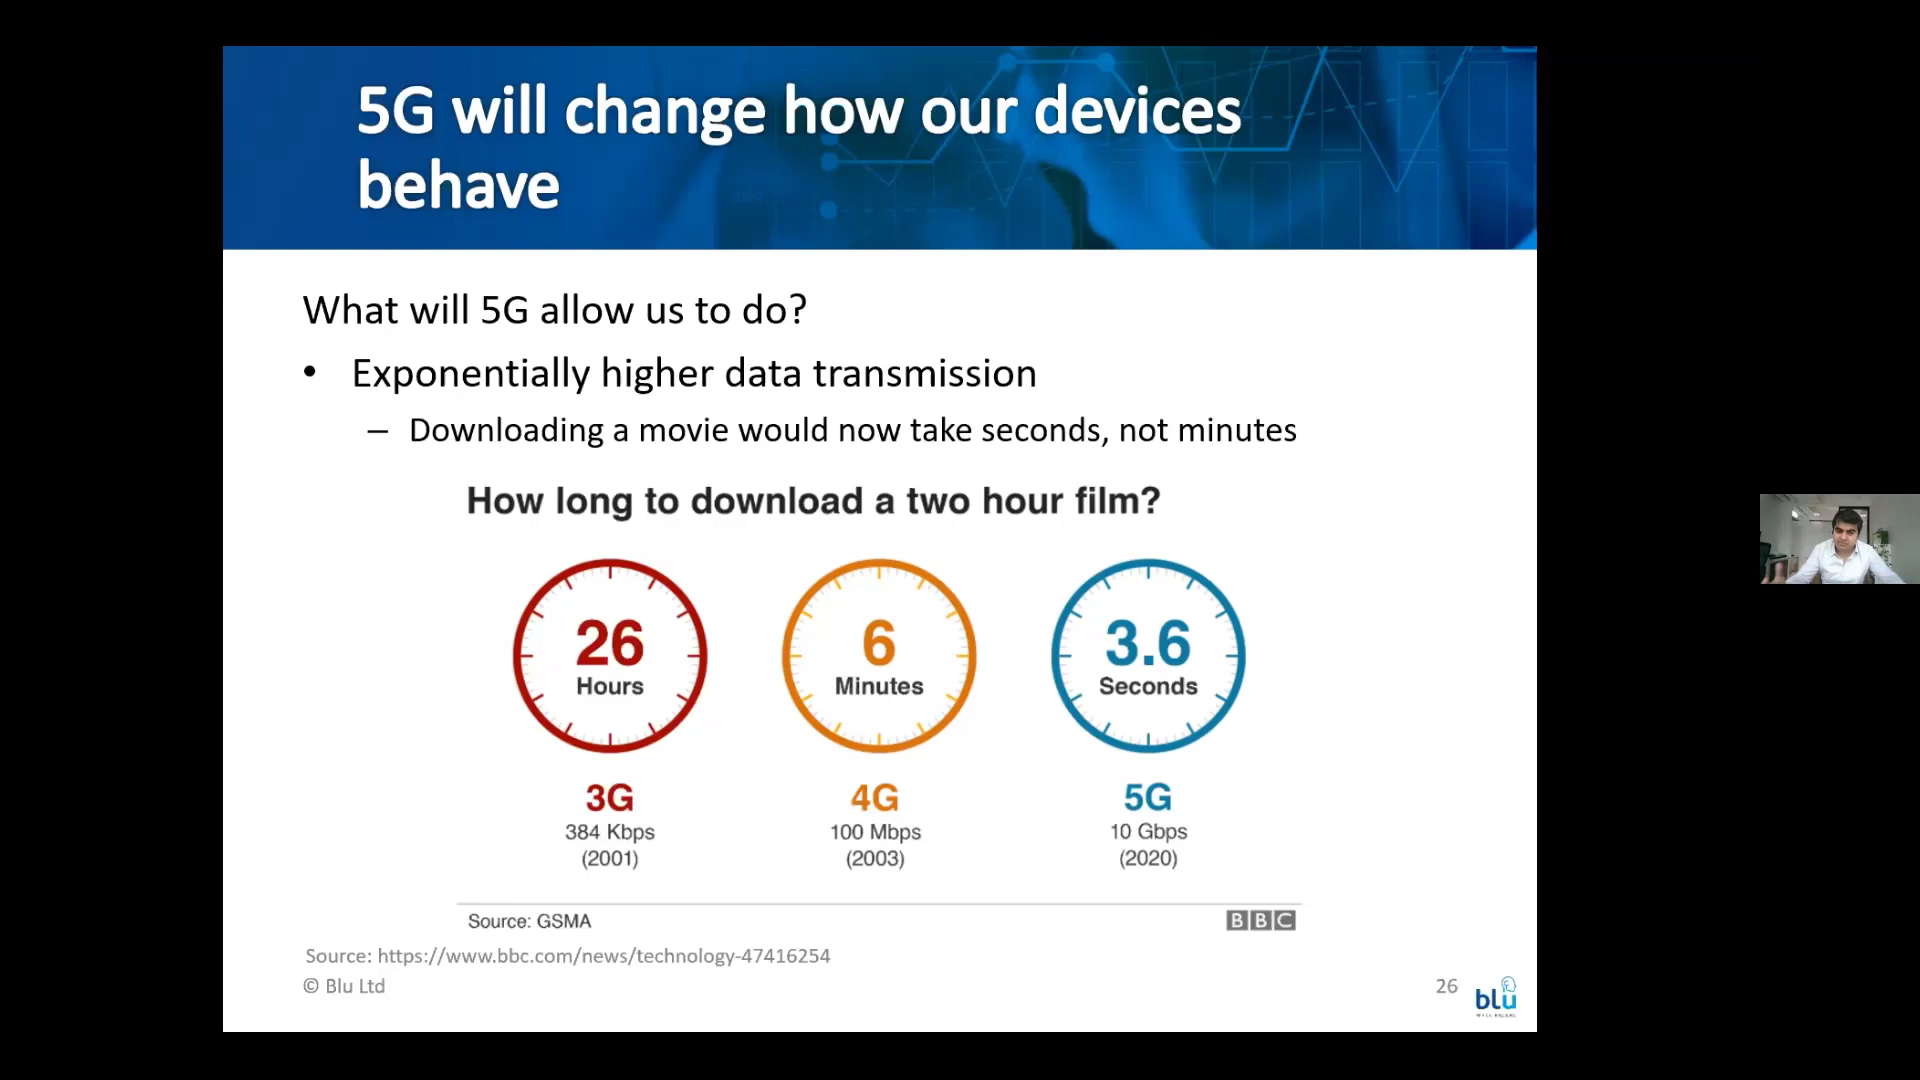 5G will change how our devices
behave
What will 5G allow us to do?
• Exponentially higher data transmission
– Downloading a movie would now take seconds, not minutes
How long to download a two hour film?
26
Hours
6
Minutes
3.6
Seconds
3G
384 Kbps
(2001)
4G
100 Mbps
(2003)
5G
10 Gbps
(2020)
Source: GSMA
BBC
Source: https://www.bbc.com/news/technology-47416254
© Blu Ltd
26
blu